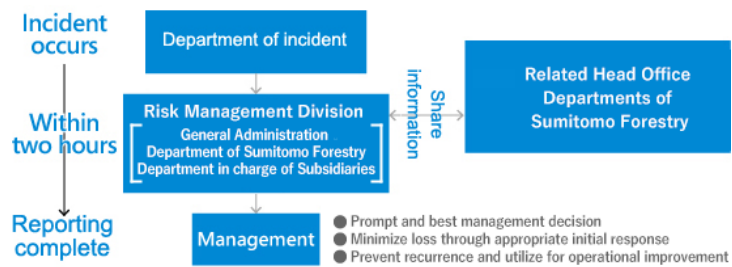 Incident
occurs
Department of incident
Within
two hours
Risk Management Division
General Administration
Department of Sumitomo Forestry
Department in charge of Subsidiaries
Share
information
Related Head Office
Departments of
Sumitomo Forestry
Reporting
complete
Management
● Prompt and best management decision
● Minimize loss through appropriate initial response
● Prevent recurrence and utilize for operational improvement